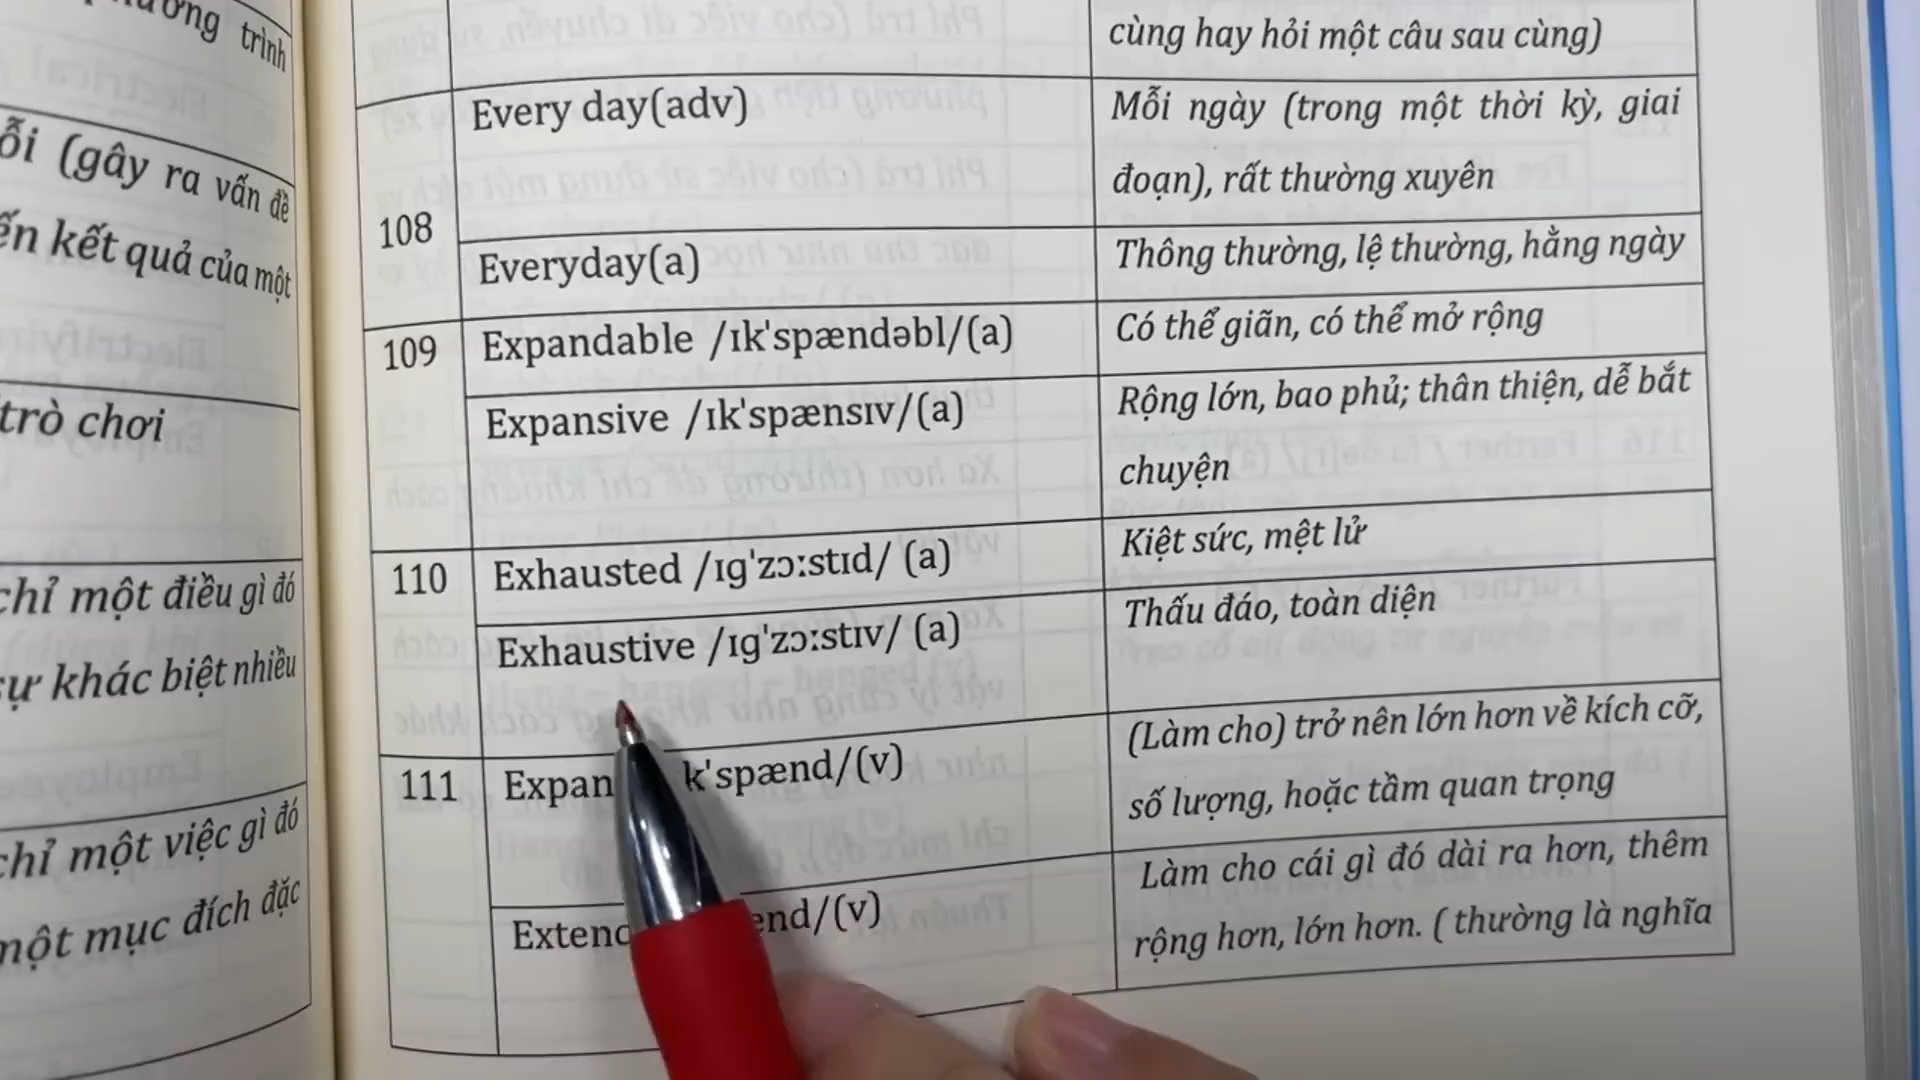 trình
ỗi (gây ra vấn đề
ến kết quả của một
trò chơi
chỉ một điều gì đó
sự khác biệt nhiều
chỉ một việc gì đó
một mục đích đặc
cùng hay hỏi một câu sau cùng)
108
Every day(adv)
Mỗi ngày (trong một thời kỳ, giai
đoạn), rất thường xuyên
Everyday(a)
Thông thường, lệ thường, hằng ngày
109
Expandable /ɪk'spændəbl/(a)
Có thể giãn, có thể mở rộng
Expansive /ɪk'spænsɪv/(a)
Rộng lớn, bao phủ; thân thiện, dễ bắt
chuyện
110
Exhausted /ɪg'zɔːstɪd/ (a)
Kiệt sức, mệt lử
Exhaustive /ɪg'zɔːstɪv/ (a)
Thấu đáo, toàn diện
111
Expan k'spænd/(v)
(Làm cho) trở nên lớn hơn về kích cỡ,
số lượng, hoặc tầm quan trọng
Extend end/(v)
Làm cho cái gì đó dài ra hơn, thêm
rộng hơn, lớn hơn. ( thường là nghĩa